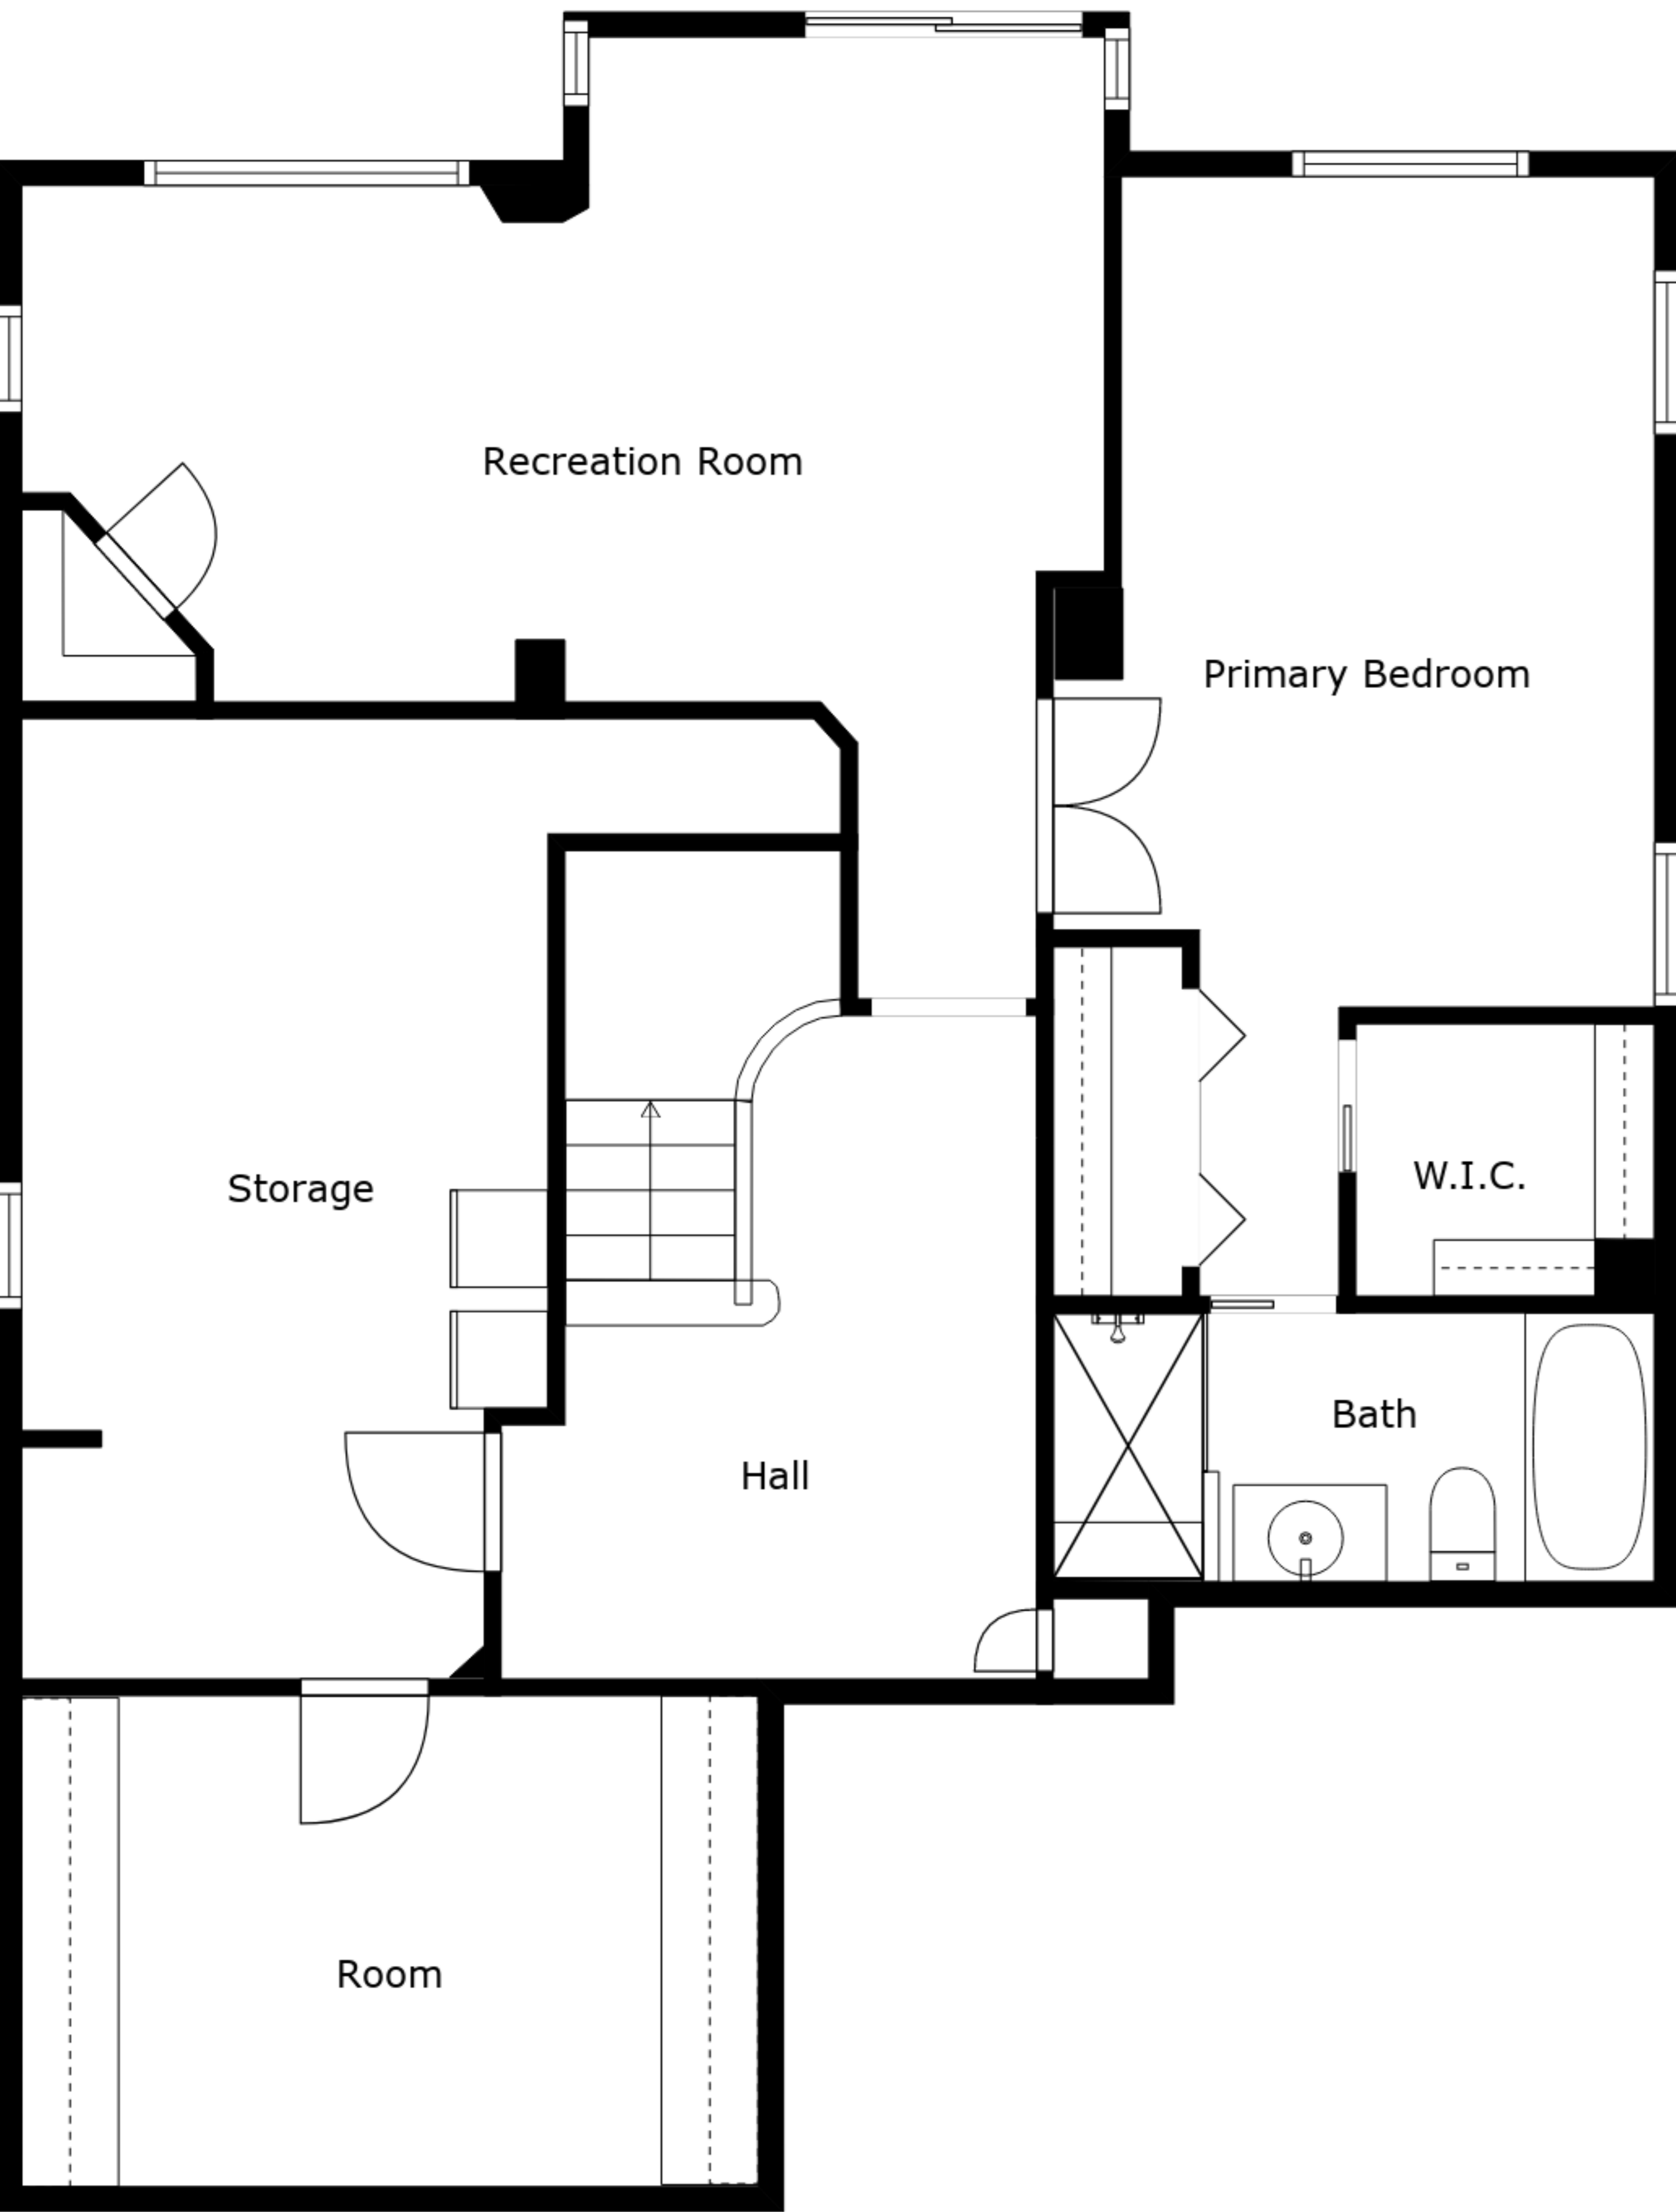 Recreation Room
Primary Bedroom
Storage
W.I.C.
Bath
Hall
Room